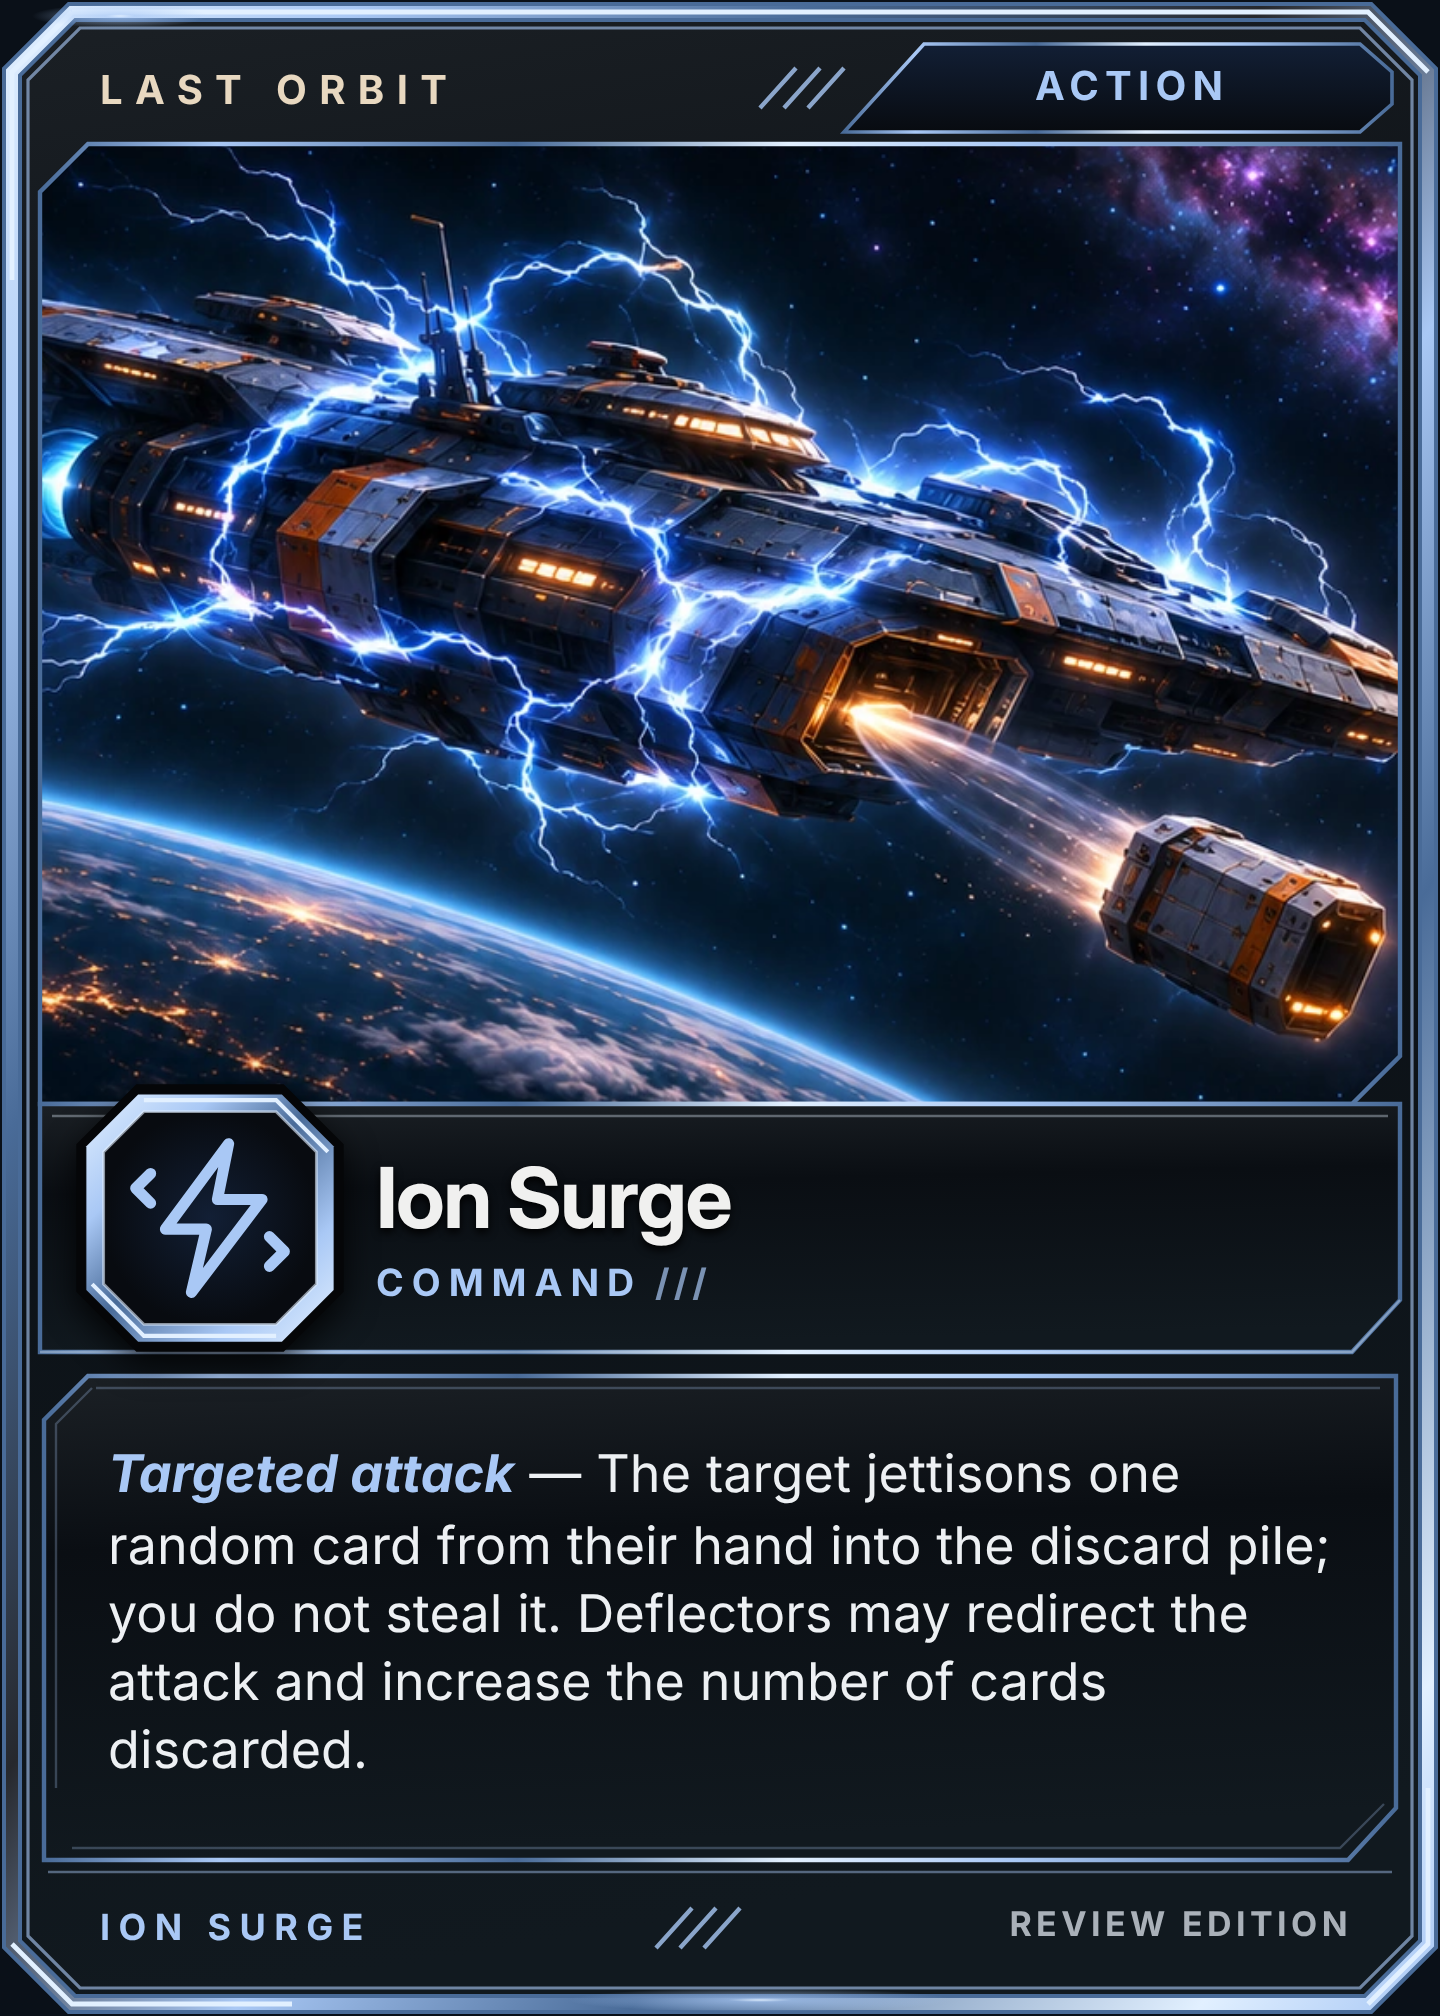 LAST ORBIT
ACTION
Ion Surge
COMMAND ///
Targeted attack — The target jettisons one
random card from their hand into the discard pile;
you do not steal it. Deflectors may redirect the
attack and increase the number of cards
discarded.
ION SURGE
REVIEW EDITION